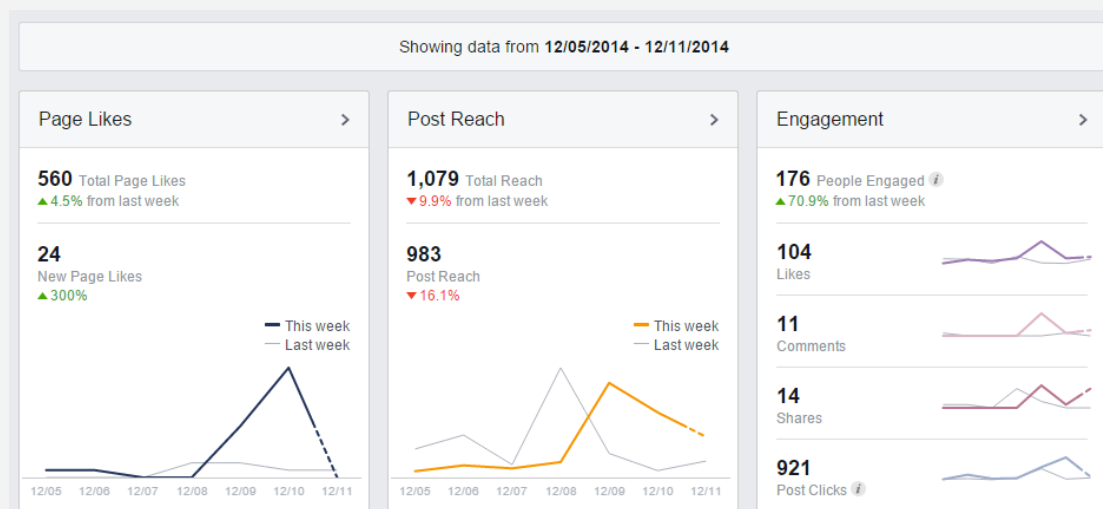 Showing data from 12/05/2014 - 12/11/2014
Page Likes
560 Total Page Likes
4.5% from last week
24
New Page Likes
300%
This week
Last week
12/05 12/06 12/07 12/08 12/09 12/10 12/11
Post Reach
1,079 Total Reach
9.9% from last week
983
Post Reach
16.1%
This week
Last week
12/05 12/06 12/07 12/08 12/09 12/10 12/11
Engagement
176 People Engaged i
70.9% from last week
104
Likes
11
Comments
14
Shares
921
Post Clicks i